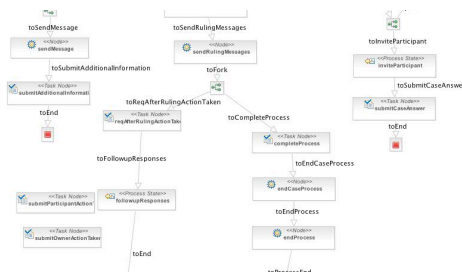 toSendMessage
<<Node>>
sendMessage
toSubmitAdditionalInformation
<<Task Node>>
submitAdditionalInformati
toEnd
toSendRulingMessages
<<Node>>
sendRulingMessages
toFork
toReqAfterRulingActionTaken
<<Task Node>>
reqAfterRulingActionTake
toFollowupResponses
<<Task Node>>
submitParticipantAction
<<Process State>>
followupResponses
<<Task Node>>
submitOwnerActionTaken
toEnd
toCompleteProcess
<<Task Node>>
completeProcess
toEndCaseProcess
<<Node>>
endCaseProcess
toEndProcess
<<Node>>
endProcess
toProcessEnd
toInviteParticipant
<<Process State>>
inviteParticipant
toSubmitCaseAnswe
<<Task Node>>
submitCaseAnswer
toEnd